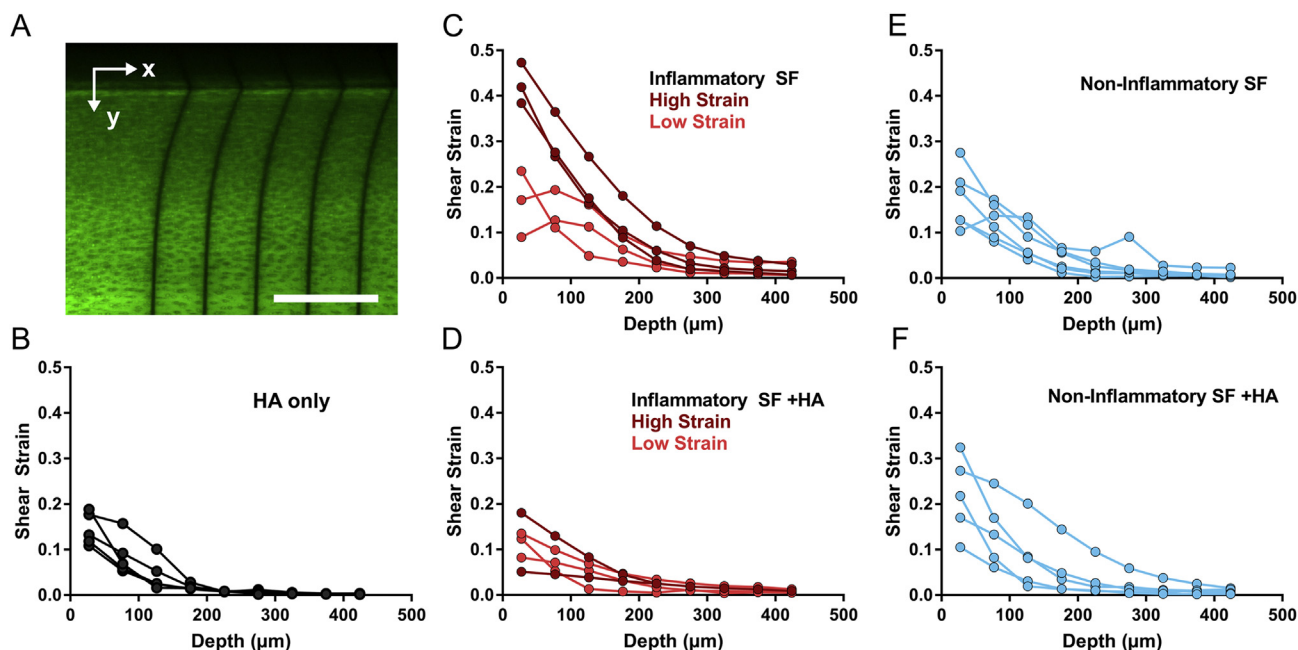 A
x
y
B
0.5
0.4
0.3
0.2
0.1
0.0
Shear Strain
HA only
0 100 200 300 400 500
Depth (µm)
C
0.5
0.4
0.3
0.2
0.1
0.0
Shear Strain
Inflammatory SF
High Strain
Low Strain
0 100 200 300 400 500
Depth (µm)
D
0.5
0.4
0.3
0.2
0.1
0.0
Shear Strain
Inflammatory SF +HA
High Strain
Low Strain
0 100 200 300 400 500
Depth (µm)
E
0.5
0.4
0.3
0.2
0.1
0.0
Shear Strain
Non-Inflammatory SF
0 100 200 300 400 500
Depth (µm)
F
0.5
0.4
0.3
0.2
0.1
0.0
Shear Strain
Non-Inflammatory SF +HA
0 100 200 300 400 500
Depth (µm)